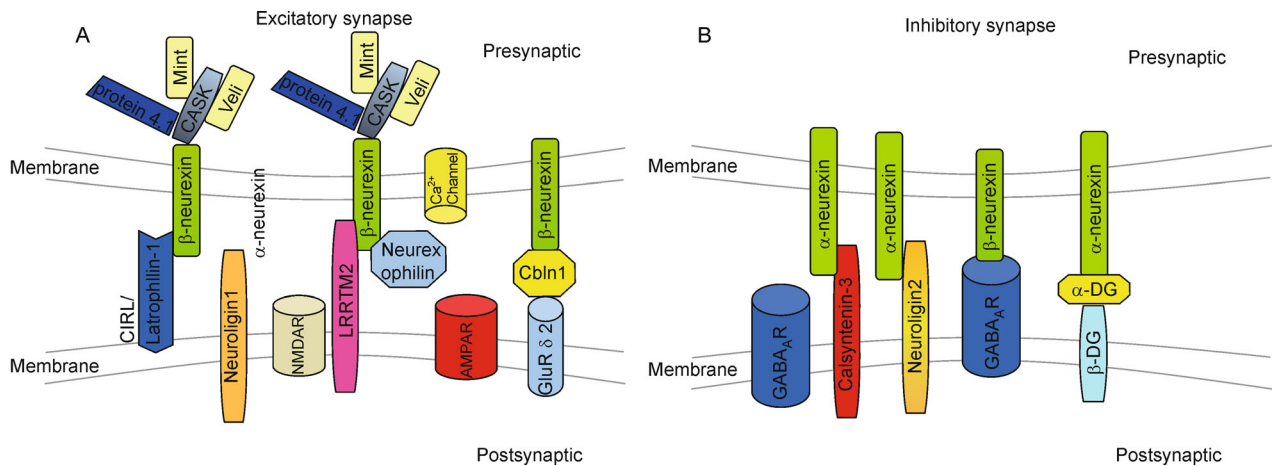 A
Excitatory synapse
Presynaptic
Mint
protein 4.1
CASK
Veli
Mint
protein 4.1
CASK
Veli
Membrane
β-neurexin
α-neurexin
β-neurexin
Ca2+
Channel
β-neurexin
CIRL/
Latrophilin-1
Neuroligin1
NMDAR
LRRTM2
Neurex
ophilin
AMPAR
Cbln1
GluR δ 2
Membrane
Postsynaptic
B
Inhibitory synapse
Presynaptic
Membrane
α-neurexin
α-neurexin
β-neurexin
α-neurexin
GABAAR
Calsyntenin-3
Neuroligin2
GABAAR
α-DG
β-DG
Membrane
Postsynaptic